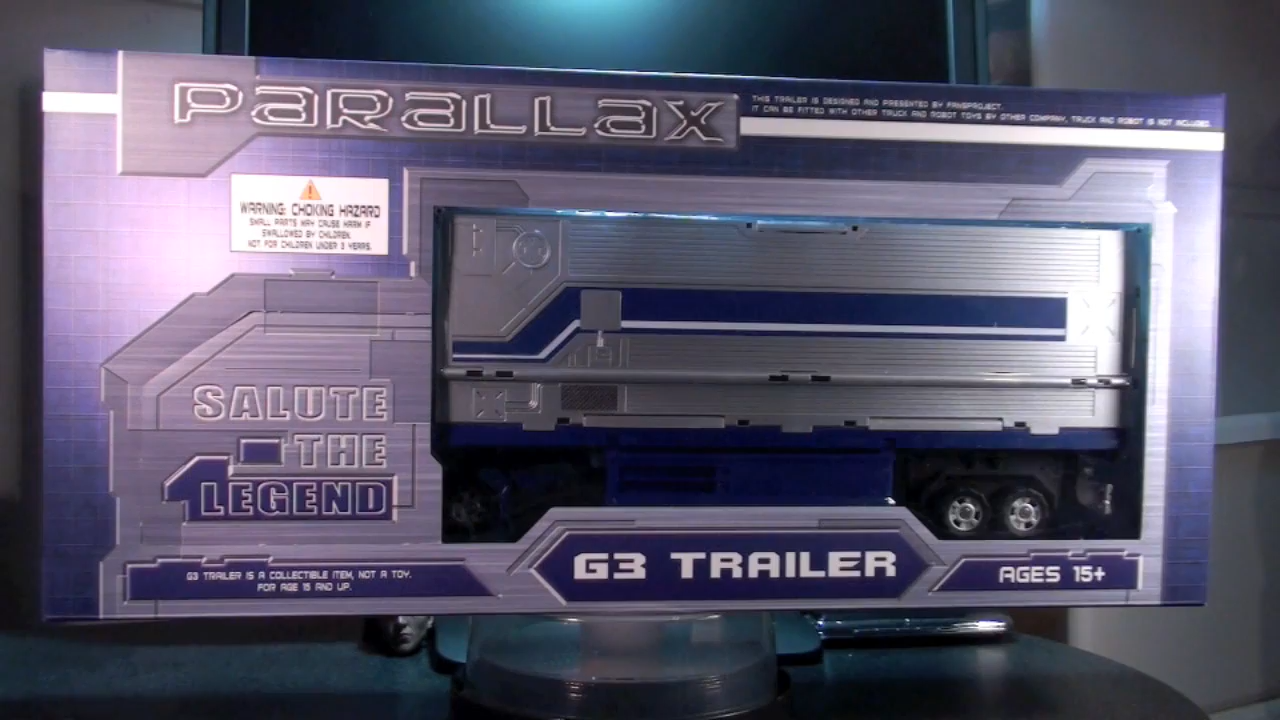 PARALLAX
THIS TRAILER IS DESIGNED AND PRESENTED BY FANSPROJECT.
IT CAN BE FITTED WITH OTHER TRUCK AND ROBOT TOYS BY OTHER COMPANY, TRUCK AND ROBOT IS NOT INCLUDED.
WARNING: CHOKING HAZARD
SMALL PARTS MAY CAUSE HARM IF
SWALLOWED BY CHILDREN.
NOT FOR CHILDREN UNDER 3 YEARS.
SALUTE
THE
LEGEND
G3 TRAILER IS A COLLECTIBLE ITEM, NOT A TOY.
FOR AGE 15 AND UP.
G3 TRAILER
AGES 15+